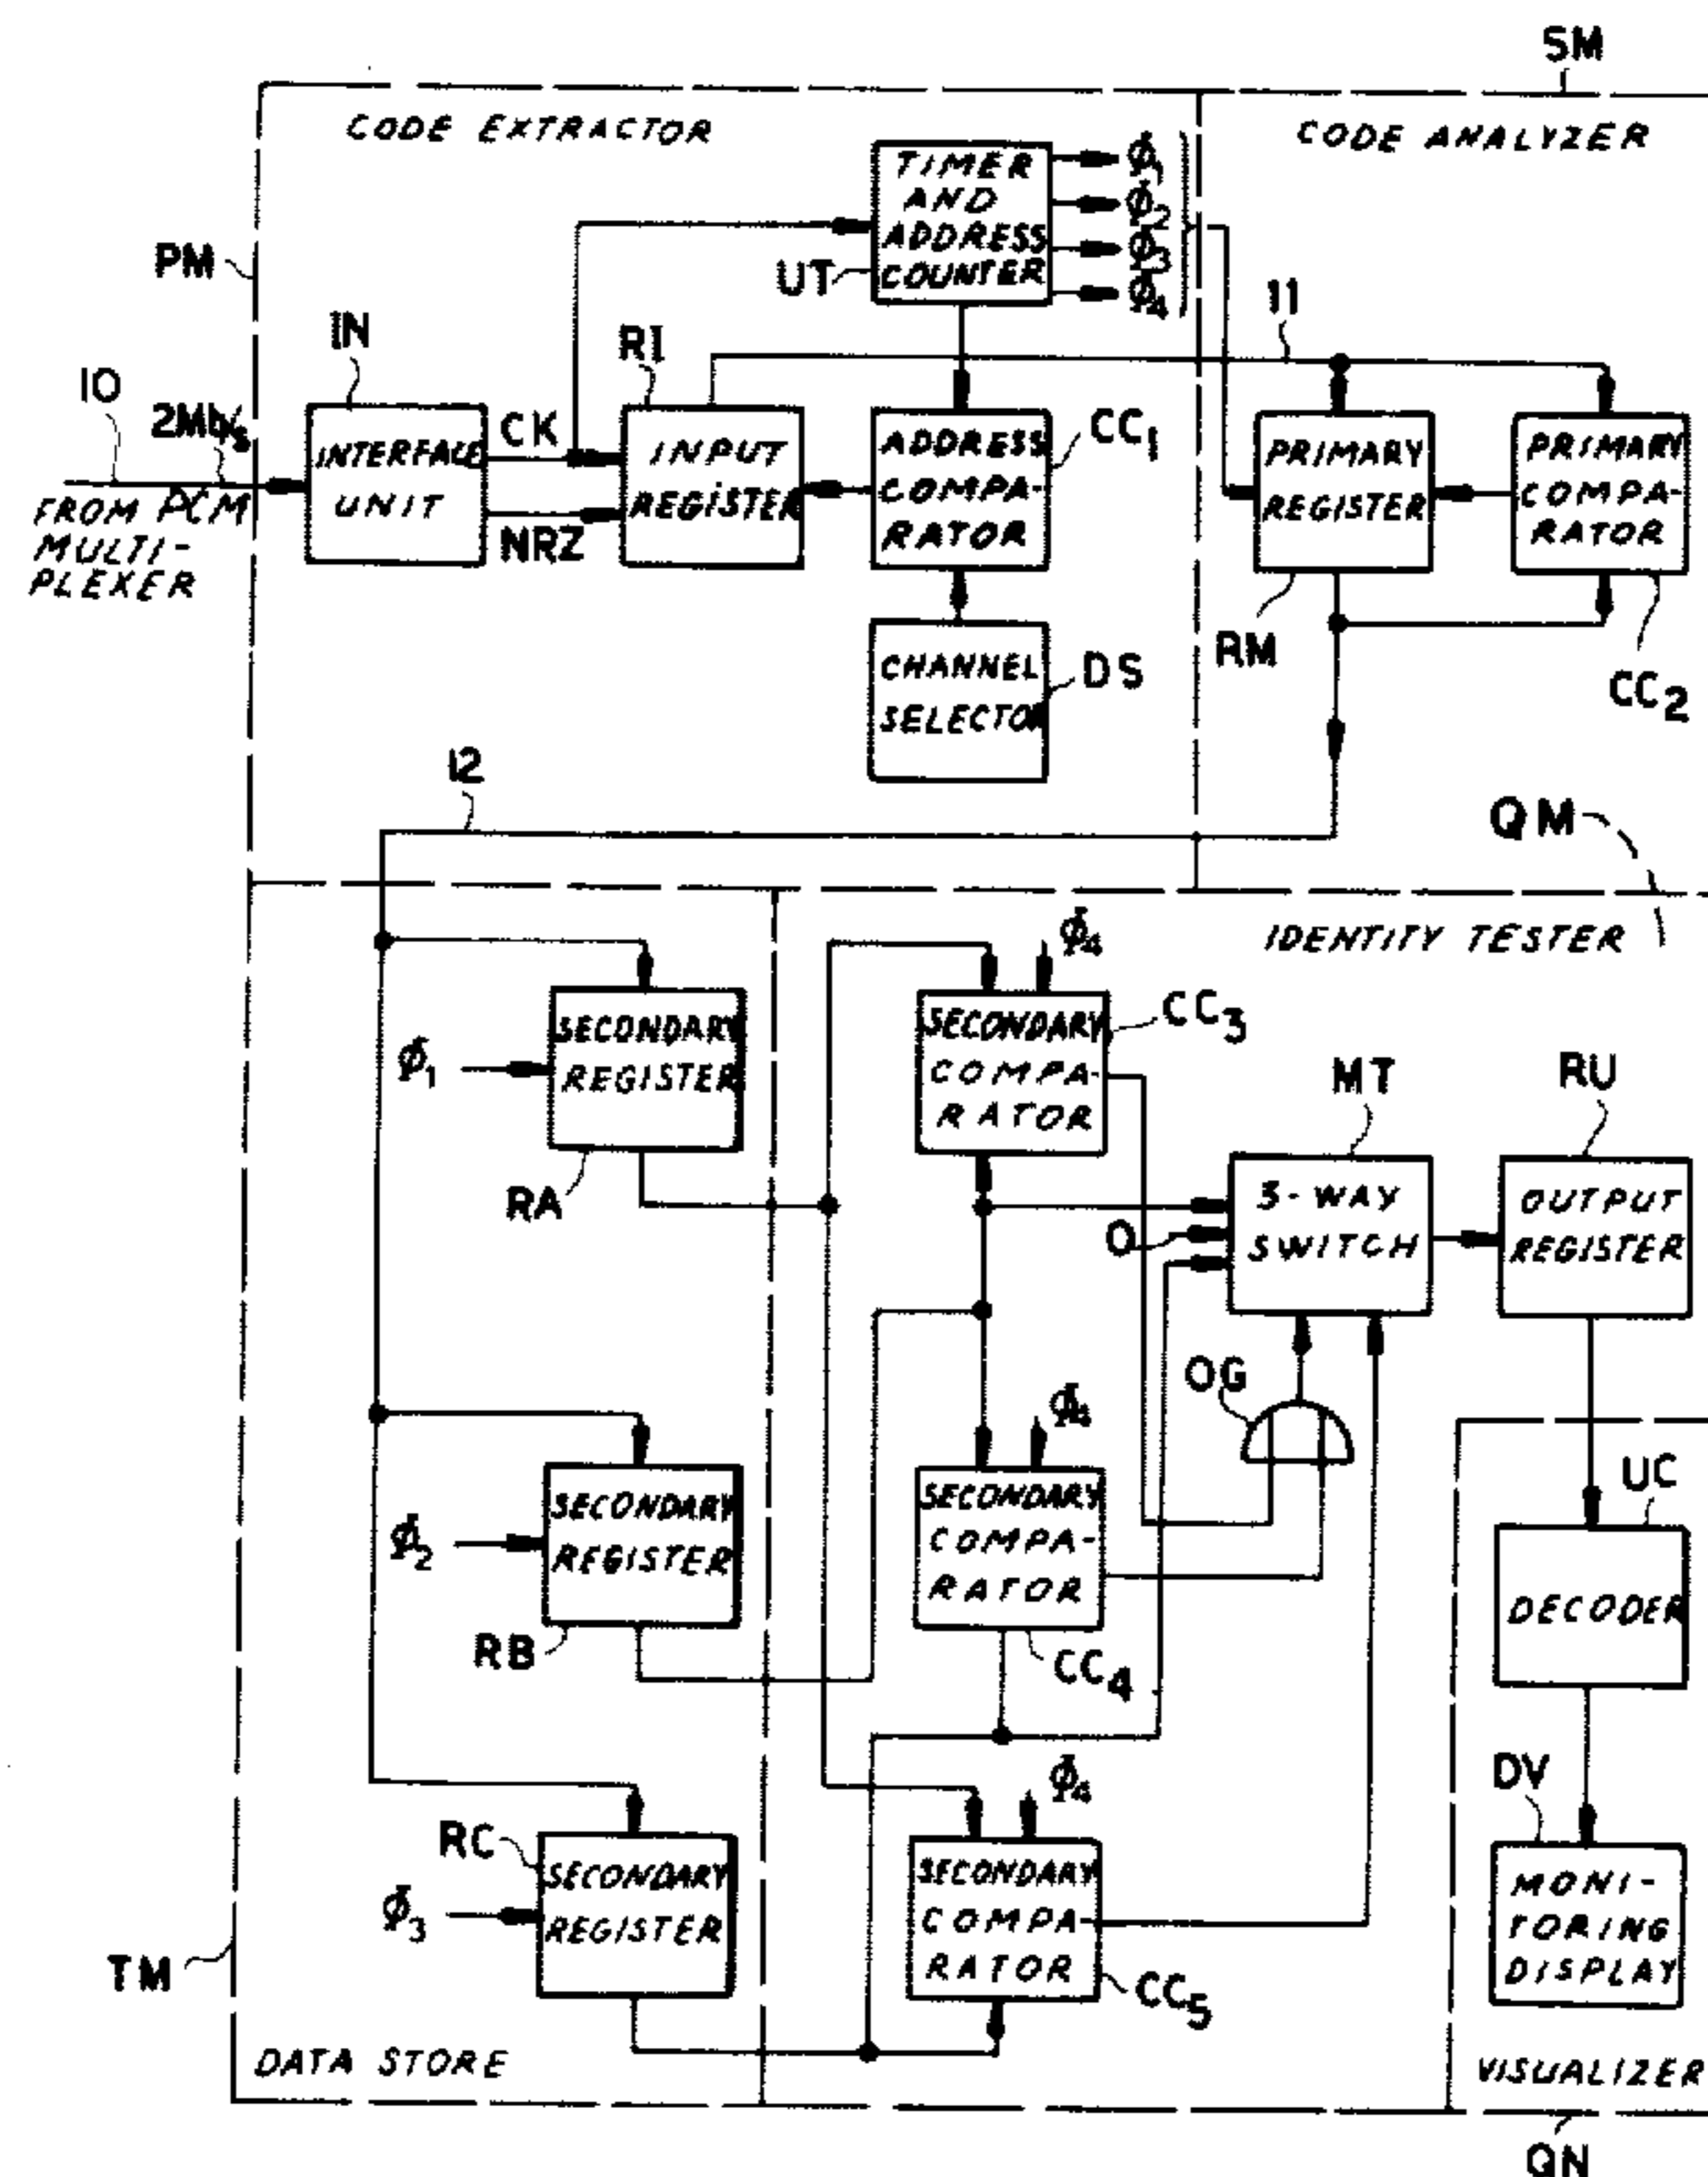 SM
CODE EXTRACTOR
CODE ANALYZER
TIMER
AND
ADDRESS
COUNTER
Φ1
Φ2
Φ3
Φ4
PM
UT
11
IN
RI
10
2Mb/s
CK
NRZ
INTERFACE
UNIT
INPUT
REGISTER
ADDRESS
COMPA-
RATOR
CC1
PRIMARY
REGISTER
PRIMARY
COMPA-
RATOR
FROM PCM
MULTI-
PLEXER
RM
CC2
CHANNEL
SELECTOR
DS
12
QM
IDENTITY TESTER
Φ4
SECONDARY
REGISTER
Φ1
RA
SECONDARY
COMPA-
RATOR
CC3
MT
RU
3-WAY
SWITCH
OUTPUT
REGISTER
0
OG
Φ4
SECONDARY
REGISTER
Φ2
RB
SECONDARY
COMPA-
RATOR
CC4
UC
DECODER
Φ4
DV
RC
SECONDARY
REGISTER
Φ3
SECONDARY
COMPA-
RATOR
CC5
MONI-
TORING
DISPLAY
TM
DATA STORE
VISUALIZER
QN